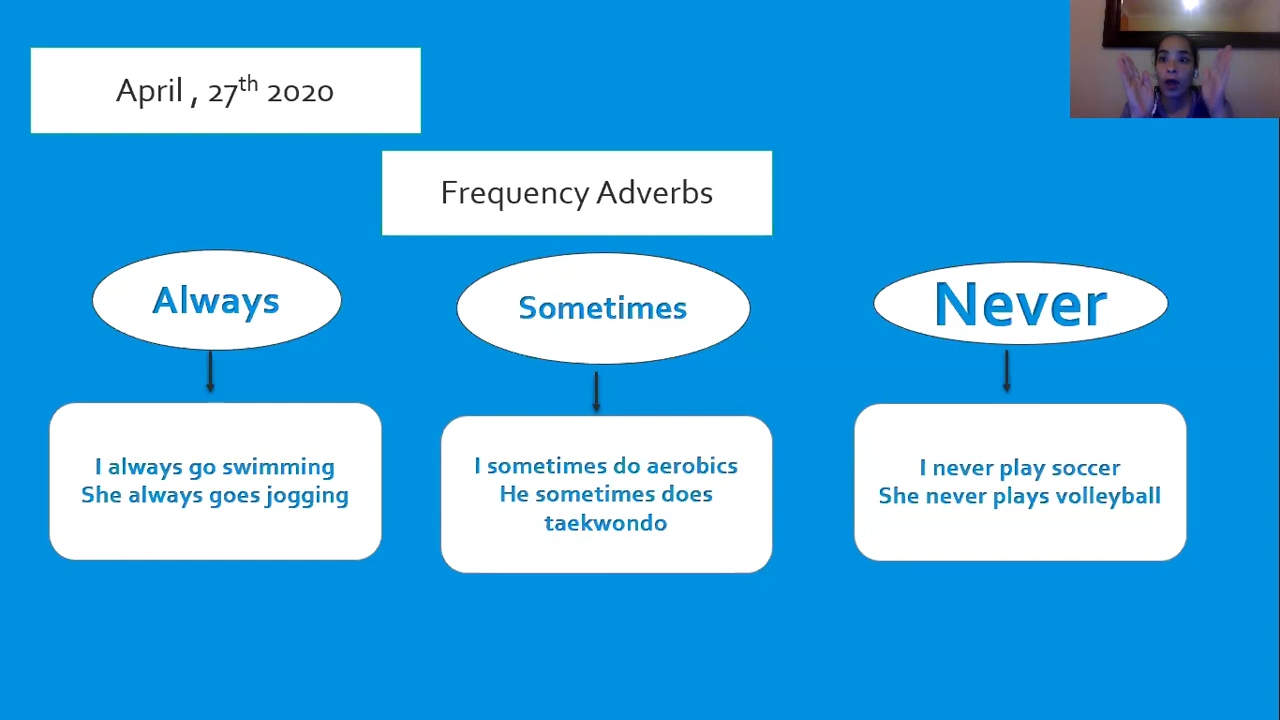 April , 27th 2020
Frequency Adverbs
Always
Sometimes
Never
I always go swimming
She always goes jogging
I sometimes do aerobics
He sometimes does
taekwondo
I never play soccer
She never plays volleyball